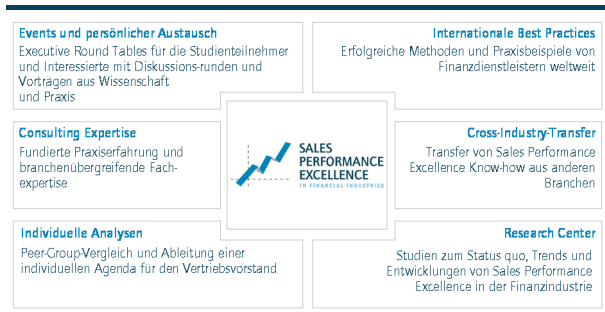 Events und persönlicher Austausch
Executive Round Tables für die Studienteilnehmer
und Interessierte mit Diskussions-runden und
Vorträgen aus Wissenschaft
und Praxis
Internationale Best Practices
Erfolgreiche Methoden und Praxisbeispiele von
Finanzdienstleistern weltweit
Consulting Expertise
Fundierte Praxiserfahrung und
branchenübergreifende Fach-
expertise
SALES
PERFORMANCE
EXCELLENCE
IN FINANCIAL INDUSTRIES
Cross-Industry-Transfer
Transfer von Sales Performance
Excellence Know-how aus anderen
Branchen
Individuelle Analysen
Peer-Group-Vergleich und Ableitung einer
individuellen Agenda für den Vertriebsvorstand
Research Center
Studien zum Status quo, Trends und
Entwicklungen von Sales Performance
Excellence in der Finanzindustrie